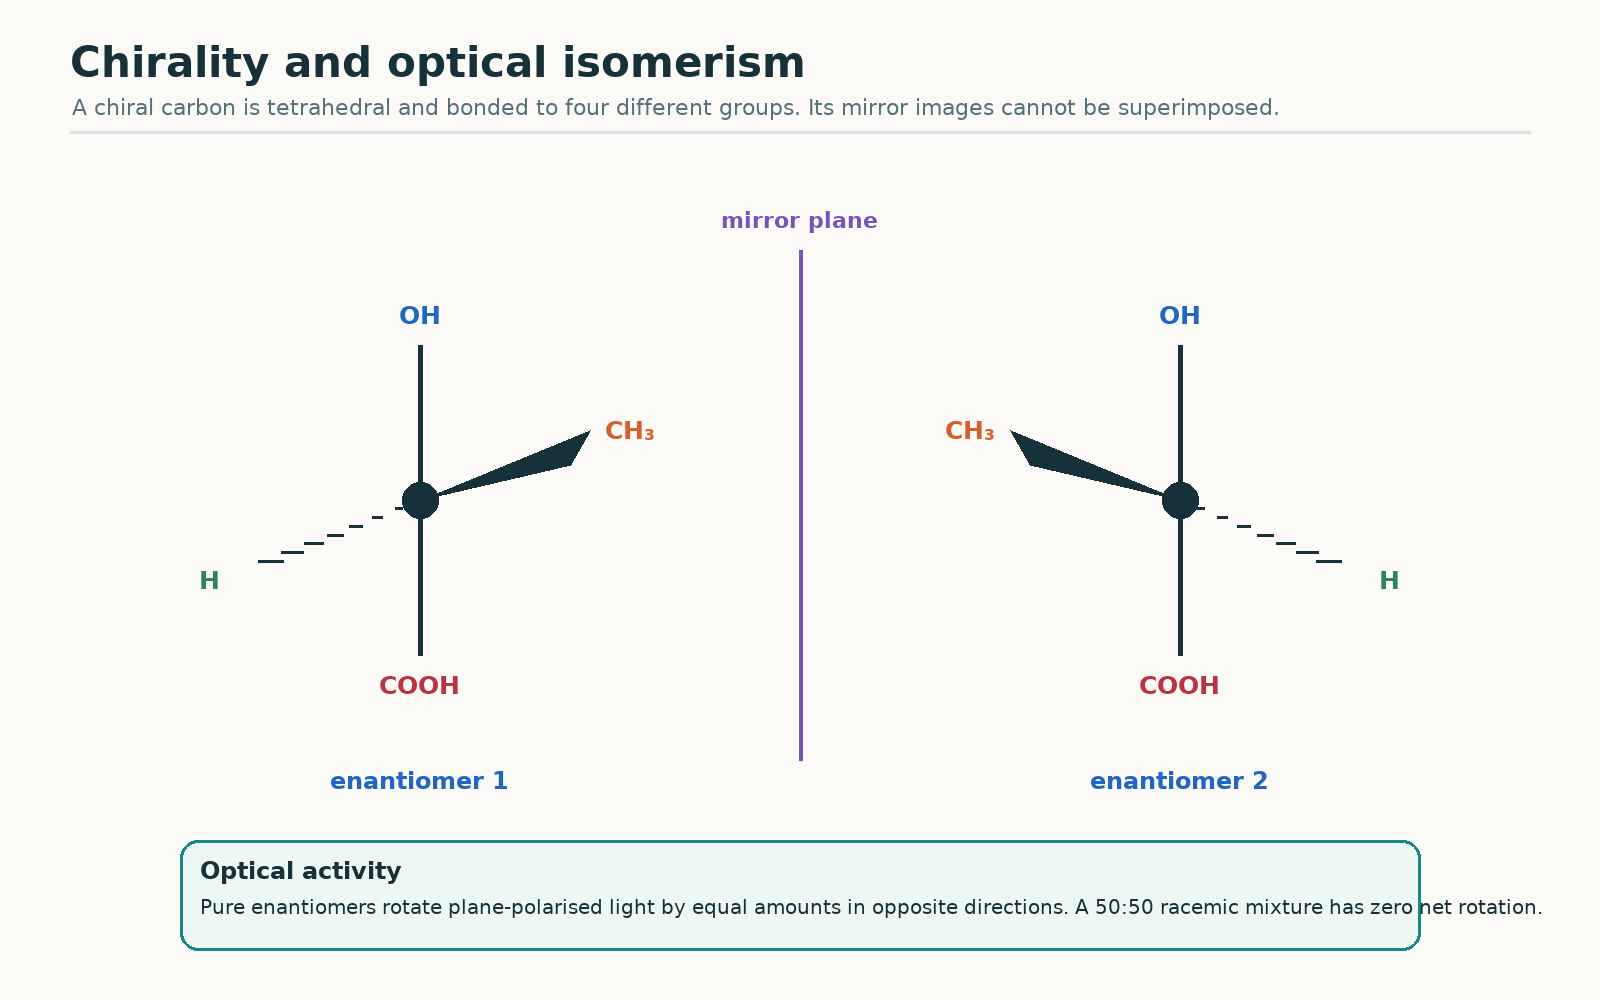 Chirality and optical isomerism
A chiral carbon is tetrahedral and bonded to four different groups. Its mirror images cannot be superimposed.
mirror plane
OH
OH
CH₃
CH₃
H
H
COOH
COOH
enantiomer 1
enantiomer 2
Optical activity
Pure enantiomers rotate plane-polarised light by equal amounts in opposite directions. A 50:50 racemic mixture has zero net rotation.